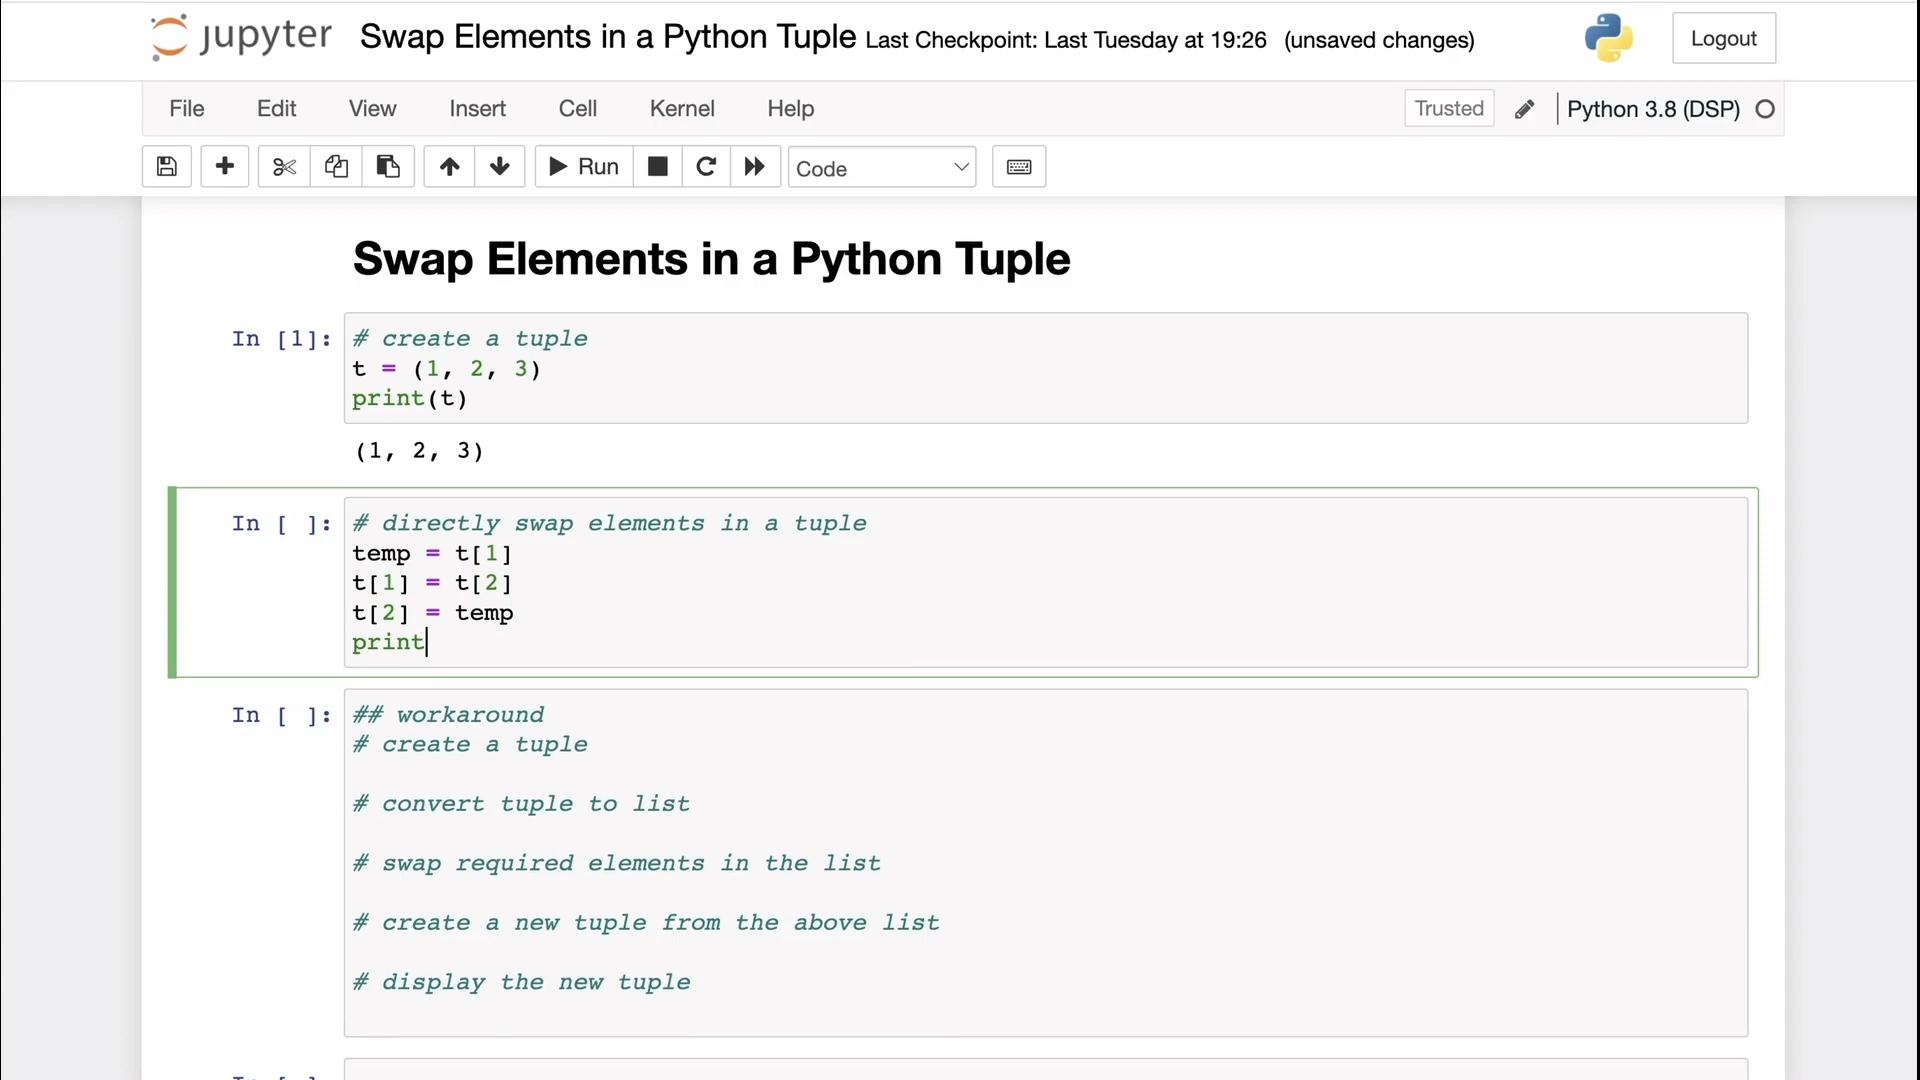 jupyter Swap Elements in a Python Tuple Last Checkpoint: Last Tuesday at 19:26 (unsaved changes) Logout
File Edit View Insert Cell Kernel Help Trusted Python 3.8 (DSP)
Run Code
Swap Elements in a Python Tuple
In [1]: # create a tuple
t = (1, 2, 3)
print(t)
(1, 2, 3)
In [ ]: # directly swap elements in a tuple
temp = t[1]
t[1] = t[2]
t[2] = temp
print
In [ ]: ## workaround
# create a tuple
# convert tuple to list
# swap required elements in the list
# create a new tuple from the above list
# display the new tuple